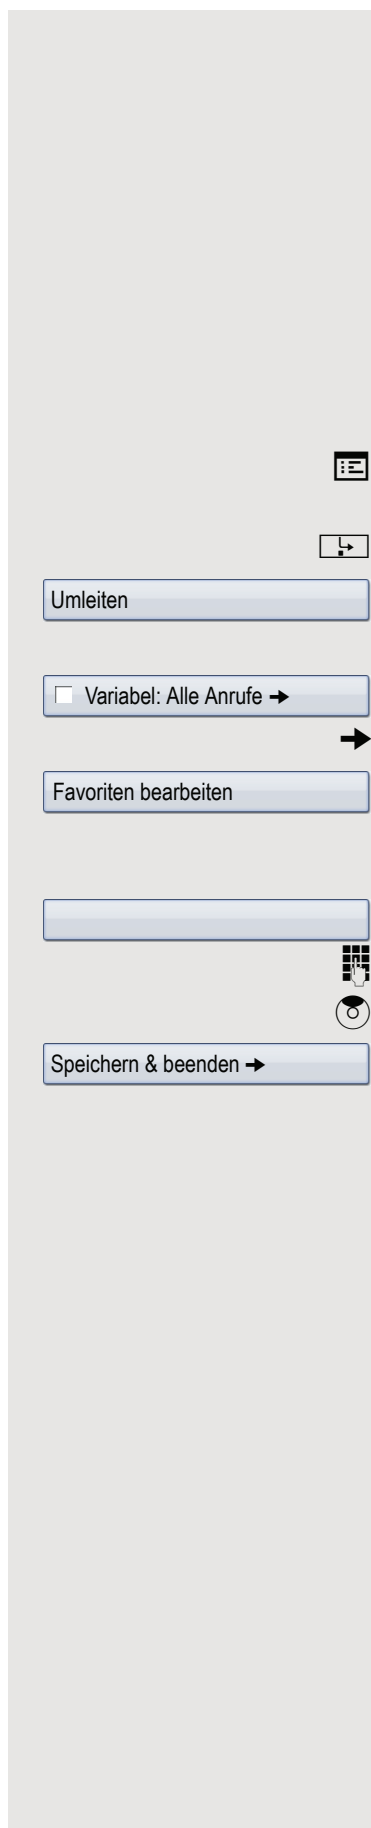 Umleiten
Variabel: Alle Anrufe →
Favoriten bearbeiten
Speichern & beenden →